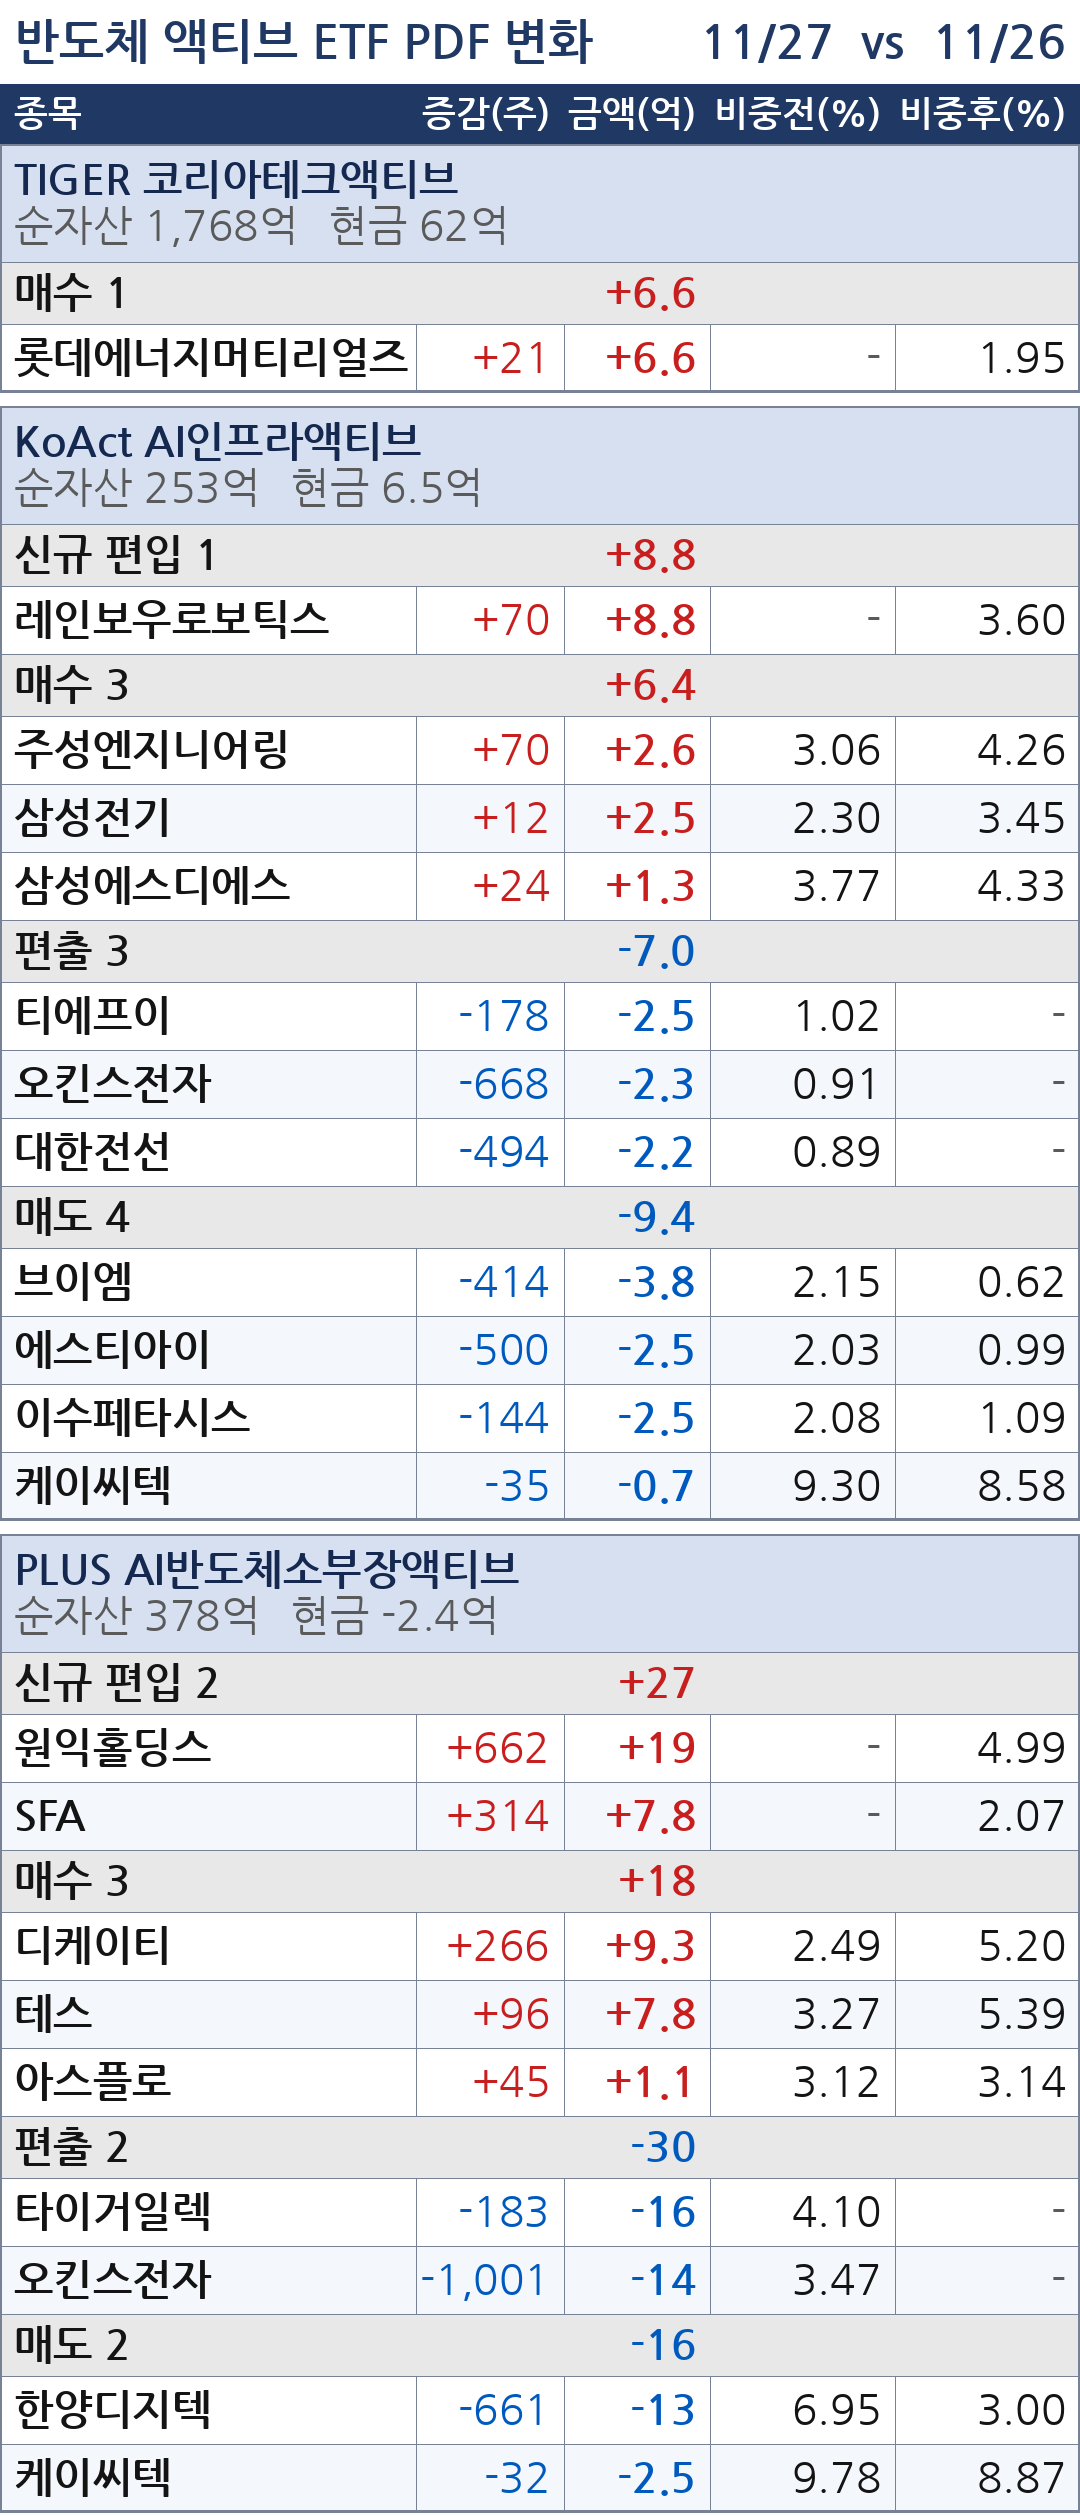 반도체 액티브 ETF PDF 변화 11/27 vs 11/26
종목 증감(주) 금액(억) 비중전(%) 비중후(%)
TIGER 코리아테크액티브
순자산 1,768억 현금 62억
매수 1 +6.6
롯데에너지머티리얼즈 +21 +6.6 - 1.95
KoAct AI인프라액티브
순자산 253억 현금 6.5억
신규 편입 1 +8.8
레인보우로보틱스 +70 +8.8 - 3.60
매수 3 +6.4
주성엔지니어링 +70 +2.6 3.06 4.26
삼성전기 +12 +2.5 2.30 3.45
삼성에스디에스 +24 +1.3 3.77 4.33
편출 3 -7.0
티에프이 -178 -2.5 1.02 -
오킨스전자 -668 -2.3 0.91 -
대한전선 -494 -2.2 0.89 -
매도 4 -9.4
브이엠 -414 -3.8 2.15 0.62
에스티아이 -500 -2.5 2.03 0.99
이수페타시스 -144 -2.5 2.08 1.09
케이씨텍 -35 -0.7 9.30 8.58
PLUS AI반도체소부장액티브
순자산 378억 현금 -2.4억
신규 편입 2 +27
원익홀딩스 +662 +19 - 4.99
SFA +314 +7.8 - 2.07
매수 3 +18
디케이티 +266 +9.3 2.49 5.20
테스 +96 +7.8 3.27 5.39
아스플로 +45 +1.1 3.12 3.14
편출 2 -30
타이거일렉 -183 -16 4.10 -
오킨스전자 -1,001 -14 3.47 -
매도 2 -16
한양디지텍 -661 -13 6.95 3.00
케이씨텍 -32 -2.5 9.78 8.87